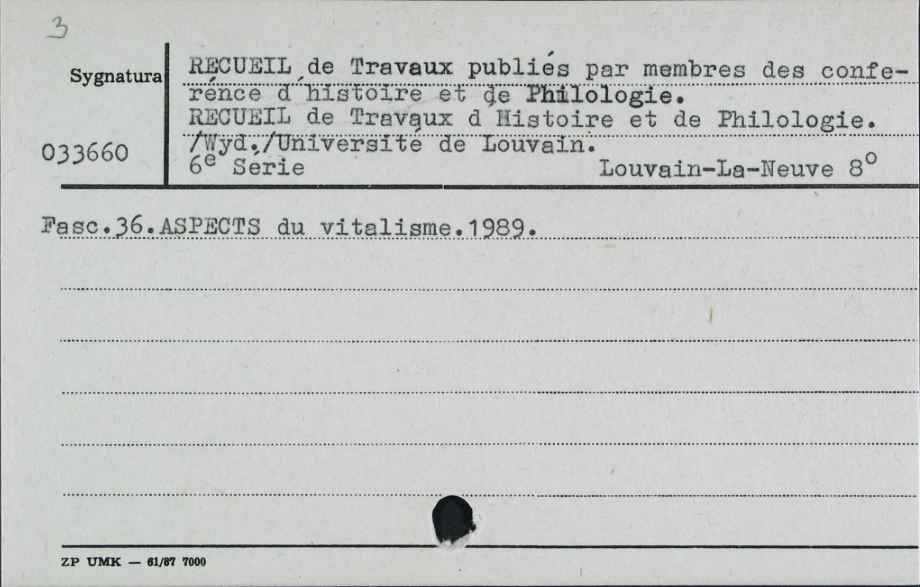 3
Sygnatura
033660
RECUEIL de Travaux publiés par membres des confe-
rénce d´histoire et de Philologie.
RECUEIL de Travaux d Histoire et de Philologie.
/Wyd./Université de Louvain.
6e Serie Louvain-La-Neuve 8o
Fasc.36.ASPECTS du vitalisme.1989.
ZP UMK — 61/87 7000